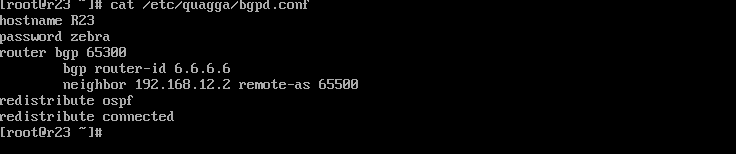 [root@r23 ~]# cat /etc/quagga/bgpd.conf
hostname R23
password zebra
router bgp 65300
        bgp router-id 6.6.6.6
        neighbor 192.168.12.2 remote-as 65500
redistribute ospf
redistribute connected
[root@r23 ~]#